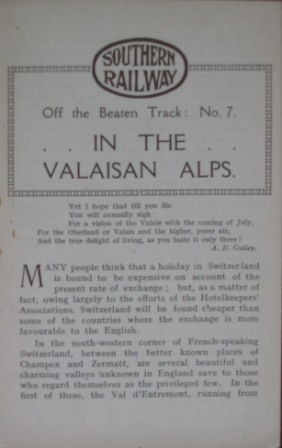 SOUTHERN
RAILWAY
Off the Beaten Track: No. 7.
. . IN THE . .
VALAISAN ALPS.
Yet I hope that till you die
You will annually sigh
For a vision of the Valais with the coming of July,
For the Oberland or Valais and the higher, purer air,
And the true delight of living, as you taste it only there!
A. D. Godley.
MANY people think that a holiday in Switzerland
is bound to be expensive on account of the
present rate of exchange; but, as a matter of
fact, owing largely to the efforts of the Hotelkeepers'
Associations, Switzerland will be found cheaper than
some of the countries where the exchange is more
favourable to the English.
In the south-western corner of French-speaking
Switzerland, between the better known places of
Champex and Zermatt, are several beautiful and
charming valleys unknown in England save to those
who regard themselves as the privileged few. In the
first of these, the Val d'Entremont, running from